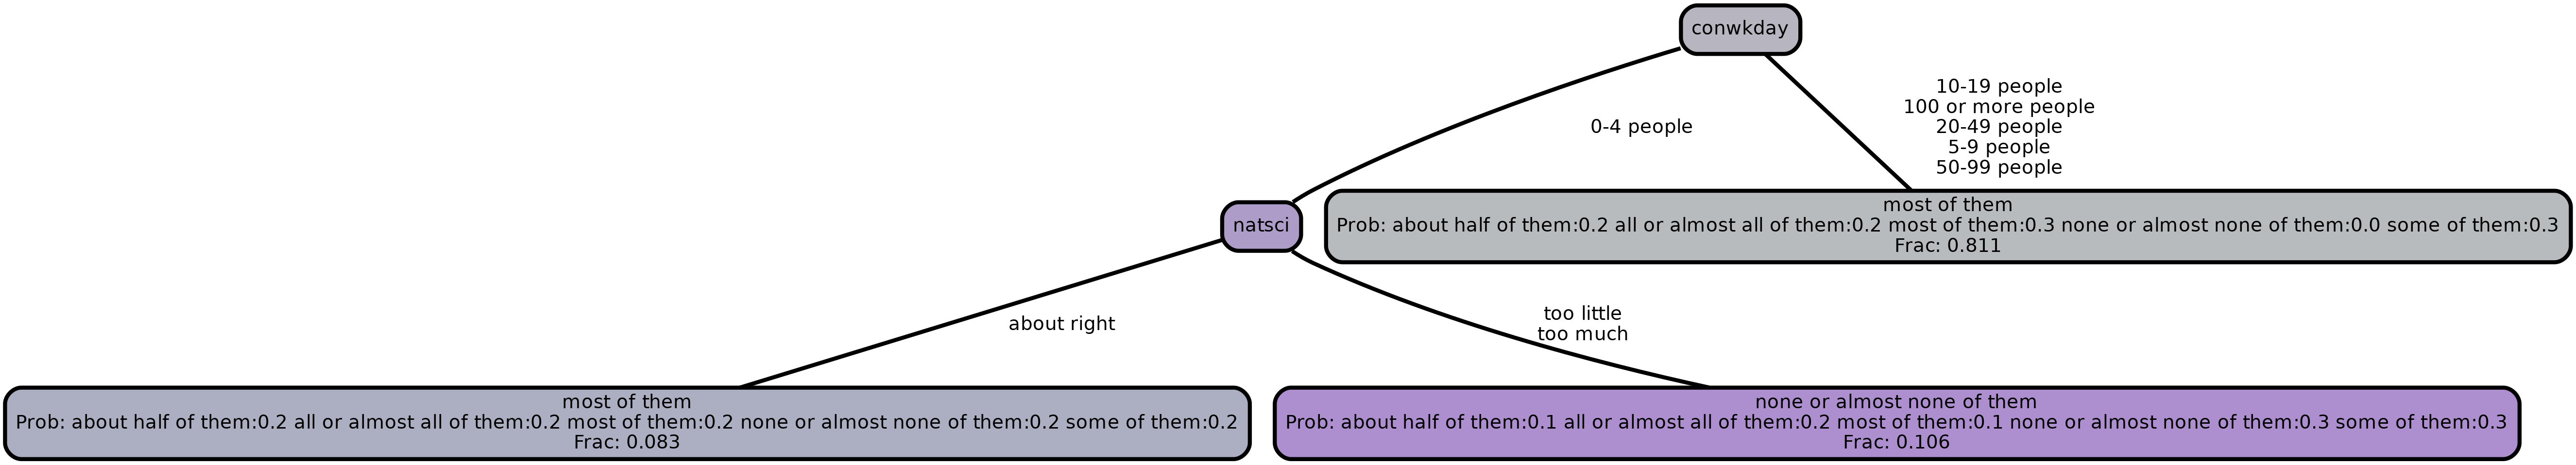 conwkday
0-4 people
10-19 people
100 or more people
20-49 people
5-9 people
50-99 people
natsci
most of them
Prob: about half of them:0.2 all or almost all of them:0.2 most of them:0.3 none or almost none of them:0.0 some of them:0.3
Frac: 0.811
about right
too little
too much
most of them
Prob: about half of them:0.2 all or almost all of them:0.2 most of them:0.2 none or almost none of them:0.2 some of them:0.2
Frac: 0.083
none or almost none of them
Prob: about half of them:0.1 all or almost all of them:0.2 most of them:0.1 none or almost none of them:0.3 some of them:0.3
Frac: 0.106